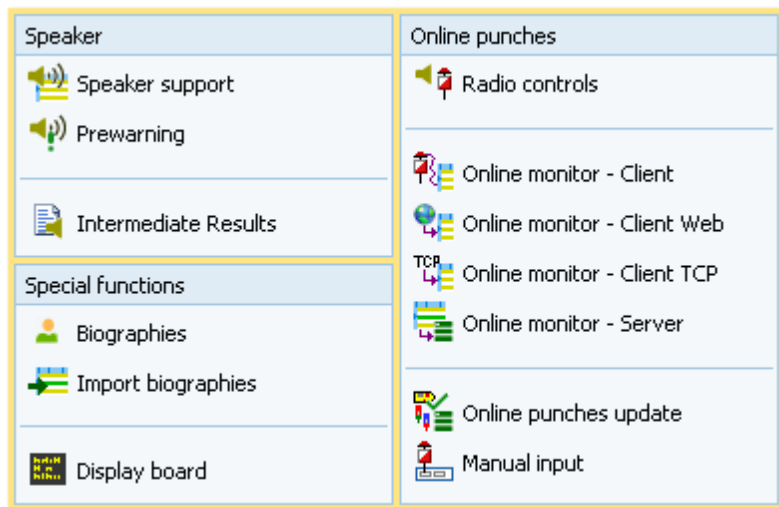 Speaker
Speaker support
Prewarning
Intermediate Results
Special functions
Biographies
Import biographies
Display board
Online punches
Radio controls
Online monitor - Client
Online monitor - Client Web
TCP
Online monitor - Client TCP
Online monitor - Server
Online punches update
Manual input